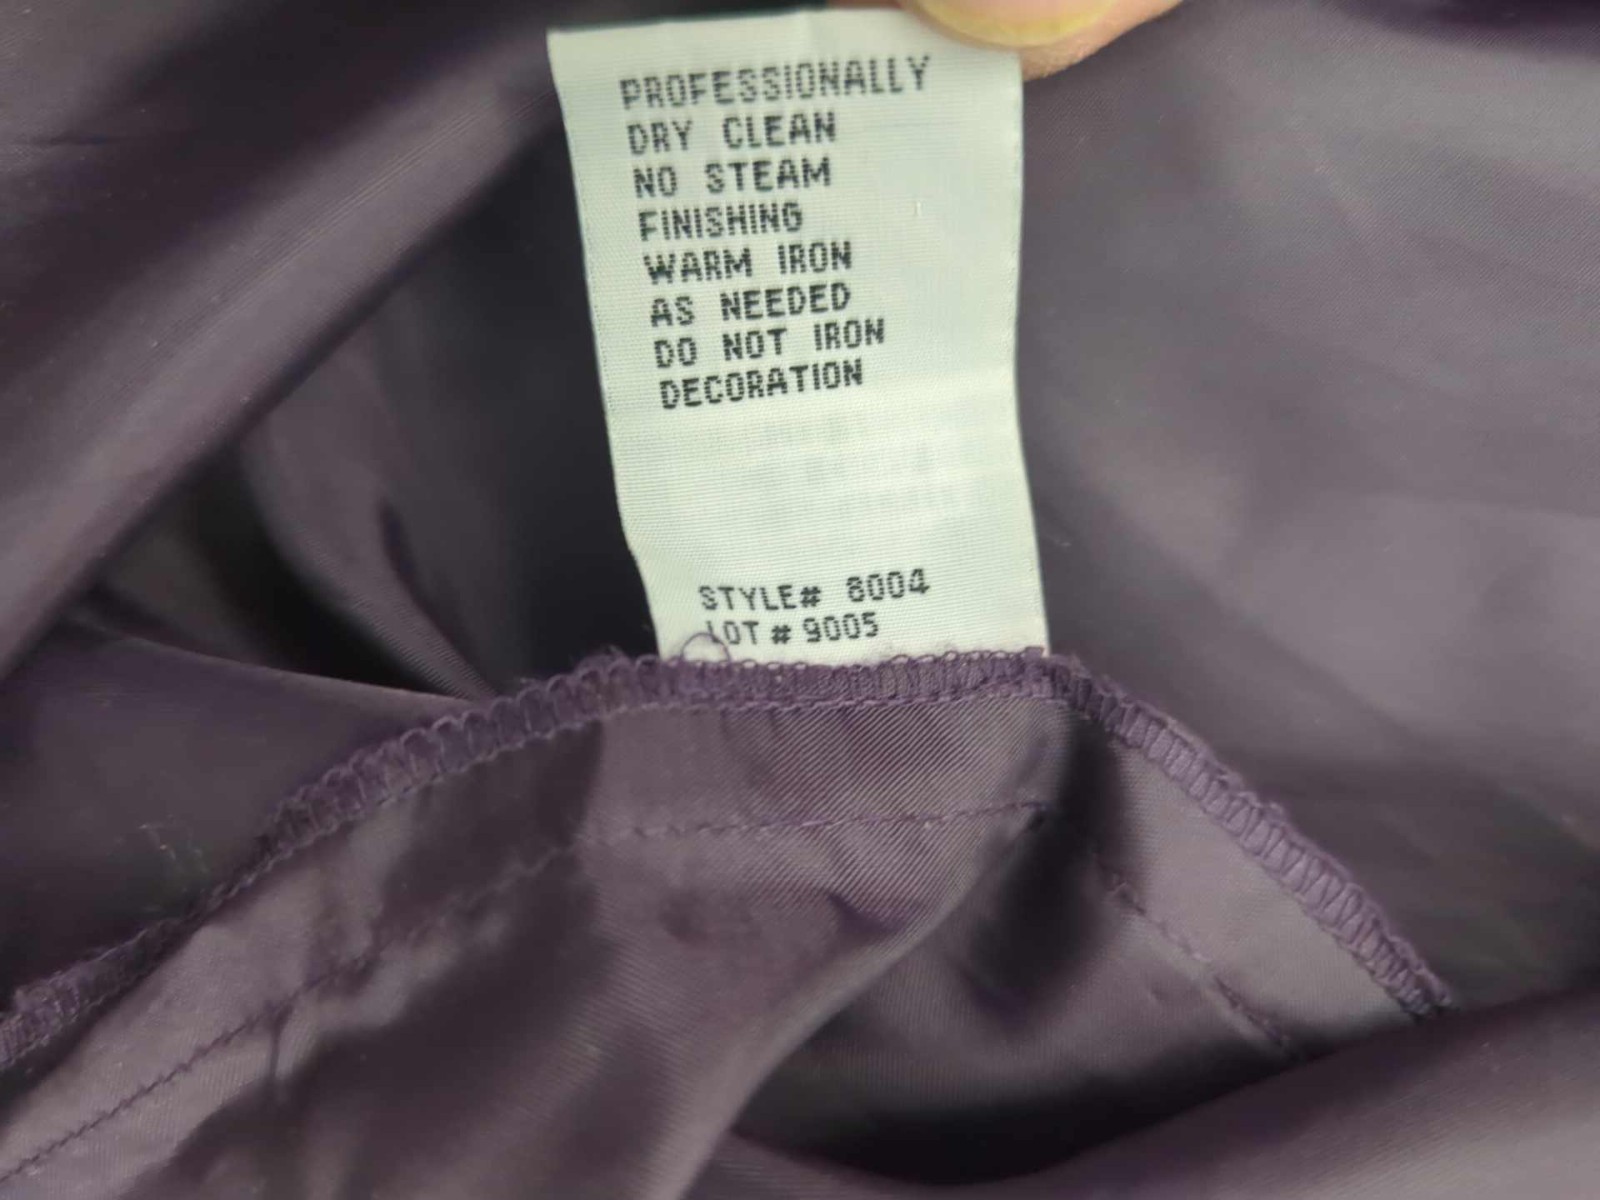 PROFESSIONALLY
DRY CLEAN
NO STEAM
FINISHING
WARM IRON
AS NEEDED
DO NOT IRON
DECORATION
STYLE# 8004
LOT # 9005